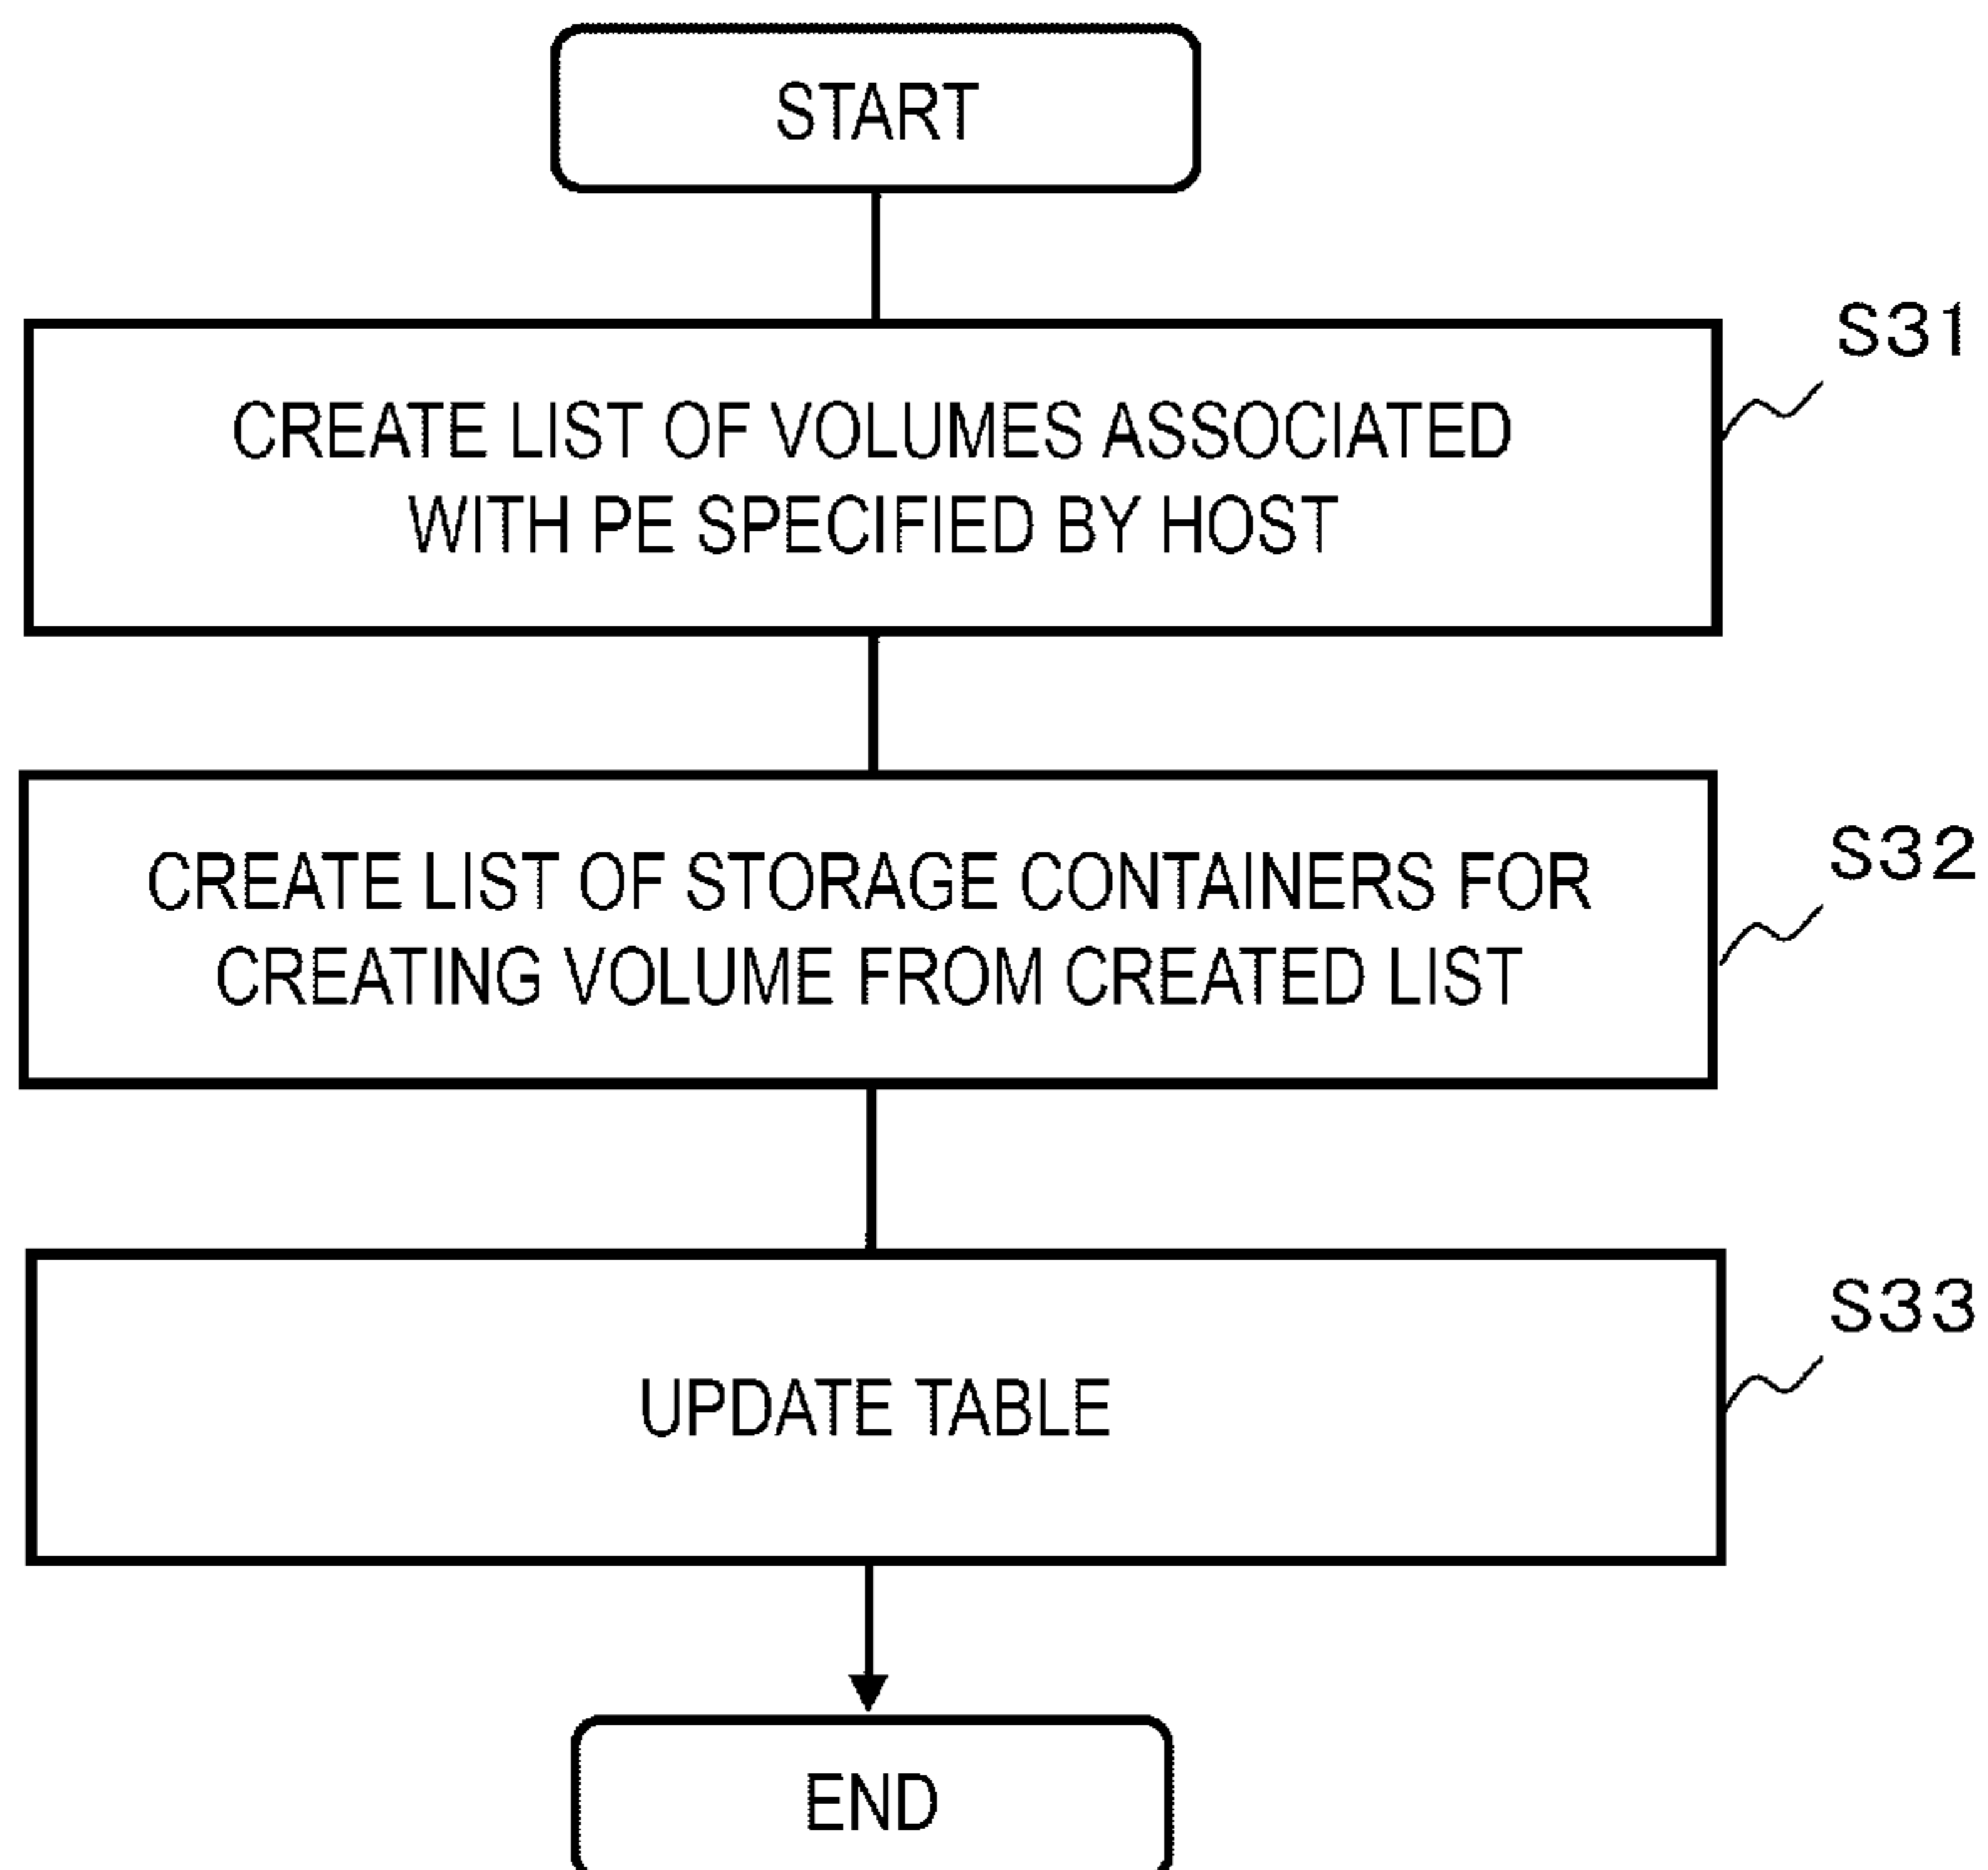 START
S31
CREATE LIST OF VOLUMES ASSOCIATED
WITH PE SPECIFIED BY HOST
S32
CREATE LIST OF STORAGE CONTAINERS FOR
CREATING VOLUME FROM CREATED LIST
S33
UPDATE TABLE
END